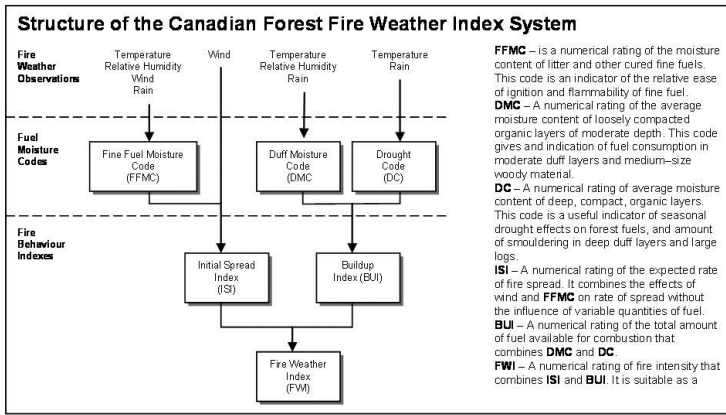 Structure of the Canadian Forest Fire Weather Index System
Fire
Weather
Observations
Temperature
Relative Humidity
Wind
Rain
Wind
Temperature
Relative Humidity
Rain
Temperature
Rain
Fuel
Moisture
Codes
Fine Fuel Moisture
Code
(FFMC)
Duff Moisture
Code
(DMC
Drought
Code
(DC)
Fire
Behaviour
Indexes
Initial Spread
Index
(ISI)
Buildup
Index (BUI)
Fire Weather
Index
(FWI)
FFMC – is a numerical rating of the moisture
content of litter and other cured fine fuels.
This code is an indicator of the relative ease
of ignition and flammability of fine fuel.
DMC – A numerical rating of the average
moisture content of loosely compacted
organic layers of moderate depth. This code
gives and indication of fuel consumption in
moderate duff layers and medium–size
woody material.
DC – A numerical rating of average moisture
content of deep, compact, organic layers.
This code is a useful indicator of seasonal
drought effects on forest fuels, and amount
of smouldering in deep duff layers and large
logs.
ISI – A numerical rating of the expected rate
of fire spread. It combines the effects of
wind and FFMC on rate of spread without
the influence of variable quantities of fuel.
BUI – A numerical rating of the total amount
of fuel available for combustion that
combines DMC and DC.
FWI – A numerical rating of fire intensity that
combines ISI and BUI. It is suitable as a